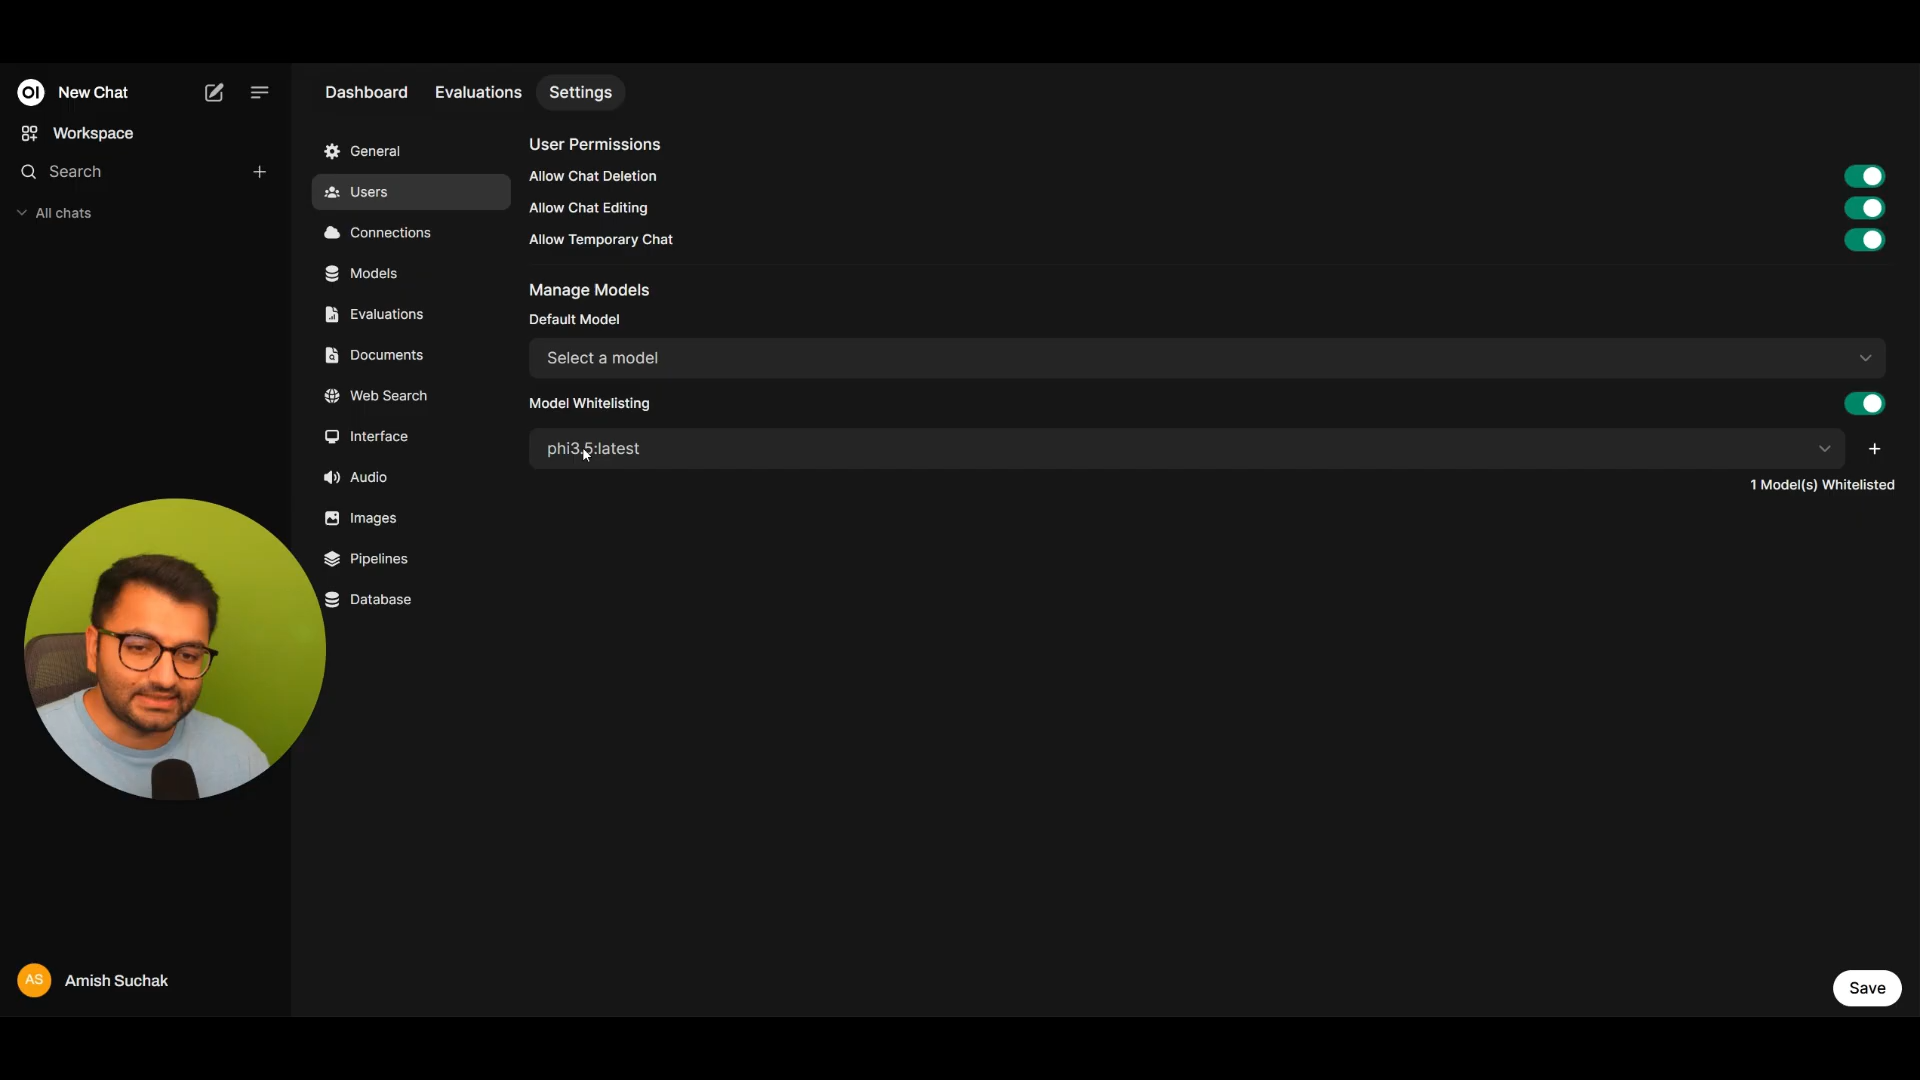 OI New Chat
Workspace
Search
All chats
Dashboard Evaluations Settings
General
Users
Connections
Models
Evaluations
Documents
Web Search
Interface
Audio
Images
Pipelines
Database
User Permissions
Allow Chat Deletion
Allow Chat Editing
Allow Temporary Chat
Manage Models
Default Model
Select a model
Model Whitelisting
phi3.5:latest
1 Model(s) Whitelisted
AS Amish Suchak
Save